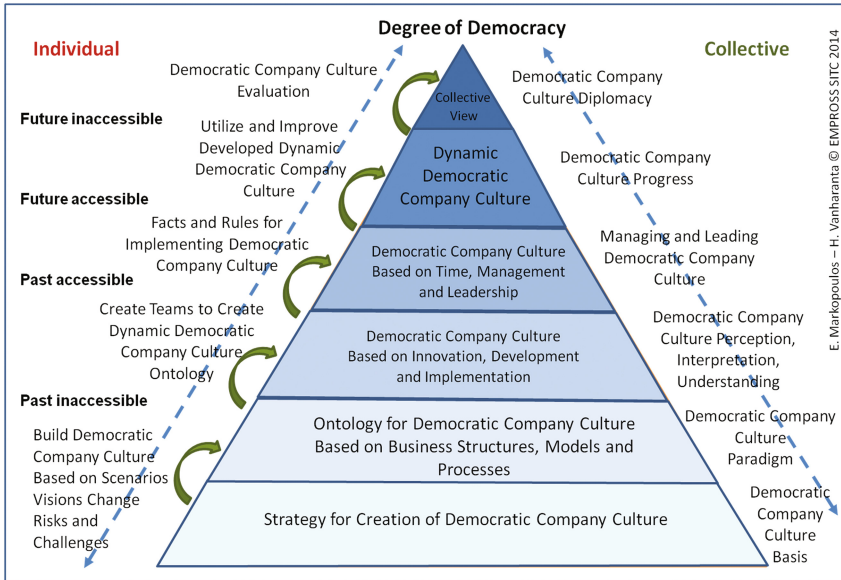 Degree of Democracy
Individual
Collective
Democratic Company Culture
Evaluation
Future inaccessible
Utilize and Improve
Developed Dynamic
Democratic Company
Culture
Future accessible
Facts and Rules for
Implementing Democratic
Company Culture
Past accessible
Create Teams to Create
Dynamic Democratic
Company Culture
Ontology
Past inaccessible
Build Democratic
Company Culture
Based on Scenarios
Visions Change
Risks and
Challenges
Collective
View
Dynamic
Democratic
Company Culture
Democratic Company Culture
Based on Time, Management
and Leadership
Democratic Company Culture
Based on Innovation, Development
and Implementation
Ontology for Democratic Company Culture
Based on Business Structures, Models and
Processes
Strategy for Creation of Democratic Company Culture
Democratic Company
Culture Diplomacy
Democratic Company
Culture Progress
Managing and Leading
Democratic Company
Culture
Democratic Company
Culture Perception,
Interpretation,
Understanding
Democratic Company
Culture
Paradigm
Democratic
Company
Culture
Basis
E. Markopoulos – H. Vanharanta © EMPROSS SITC 2014